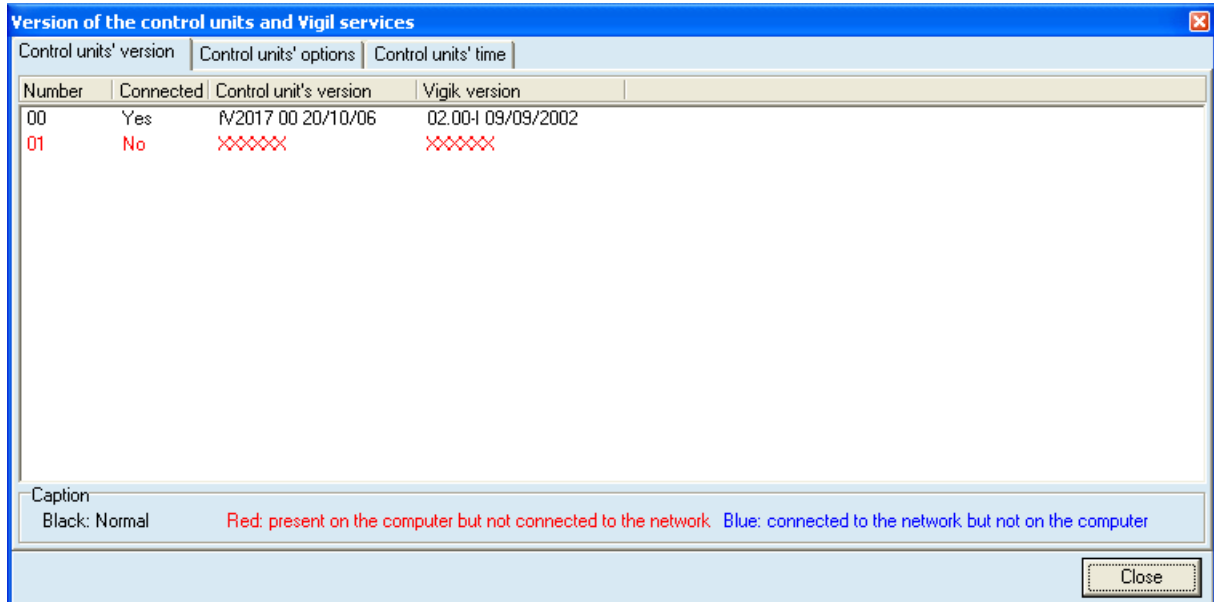 Version of the control units and Vigil services
Control units' version Control units' options Control units' time
Number Connected Control unit's version Vigik version
00 Yes fV2017 00 20/10/06 02.00-I 09/09/2002
01 No XXXXXX XXXXXX
Caption
Black: Normal Red: present on the computer but not connected to the network Blue: connected to the network but not on the computer
Close